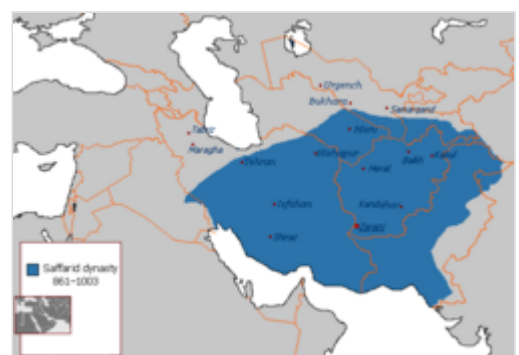 Urgench
Bukhara
Samarqand
Tabriz
Maragha
Merv
Nishapur
Tehran
Balkh
Kabul
Herat
Isfahan
Kandahar
Zaranj
Shiraz
Saffarid dynasty
861-1003